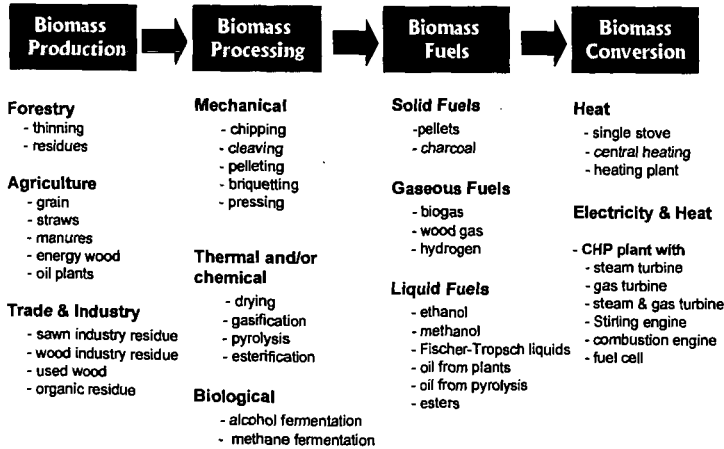 Biomass
Production
Biomass
Processing
Biomass
Fuels
Biomass
Conversion
Forestry
- thinning
- residues
Agriculture
- grain
- straws
- manures
- energy wood
- oil plants
Trade & Industry
- sawn industry residue
- wood industry residue
- used wood
- organic residue
Mechanical
- chipping
- cleaving
- pelleting
- briquetting
- pressing
Thermal and/or
chemical
- drying
- gasification
- pyrolysis
- esterification
Biological
- alcohol fermentation
- methane fermentation
Solid Fuels
-pellets
- charcoal
Gaseous Fuels
- biogas
- wood gas
- hydrogen
Liquid Fuels
- ethanol
- methanol
- Fischer-Tropsch liquids
- oil from plants
- oil from pyrolysis
- esters
Heat
- single stove
- central heating
- heating plant
Electricity & Heat
- CHP plant with
- steam turbine
- gas turbine
- steam & gas turbine
- Stirling engine
- combustion engine
- fuel cell